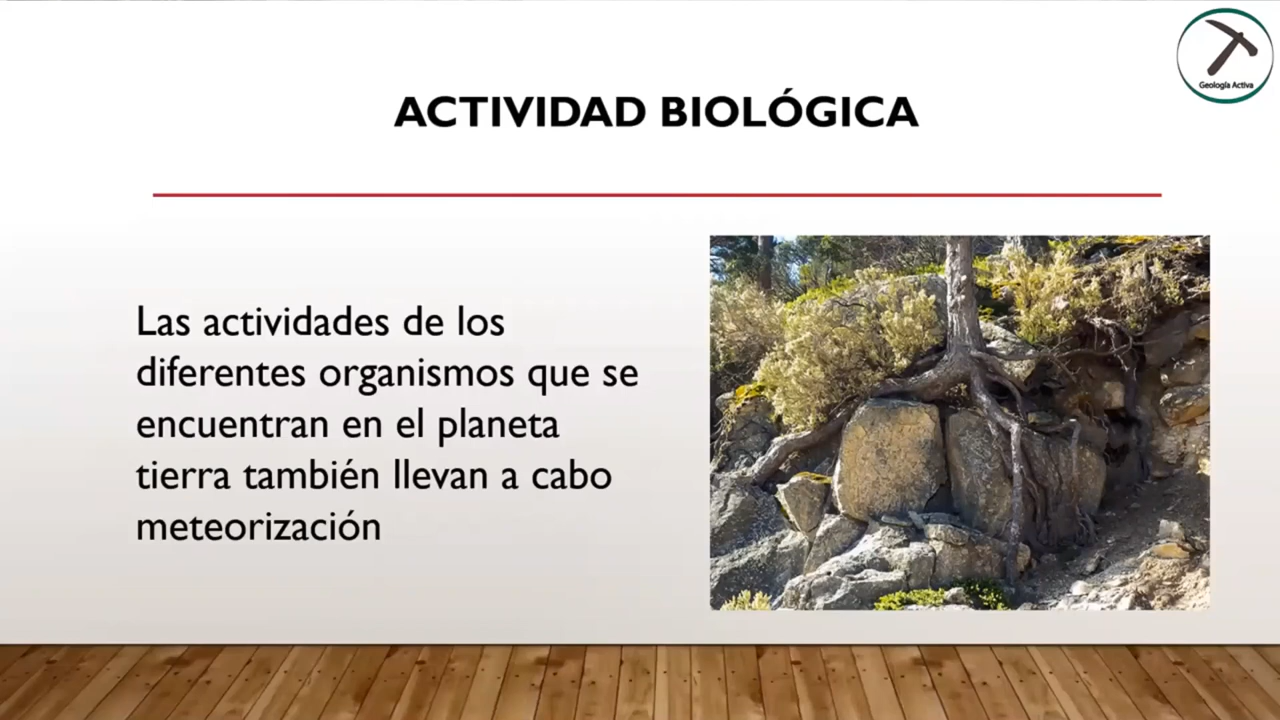 Geología Activa
ACTIVIDAD BIOLÓGICA
Las actividades de los
diferentes organismos que se
encuentran en el planeta
tierra también llevan a cabo
meteorización